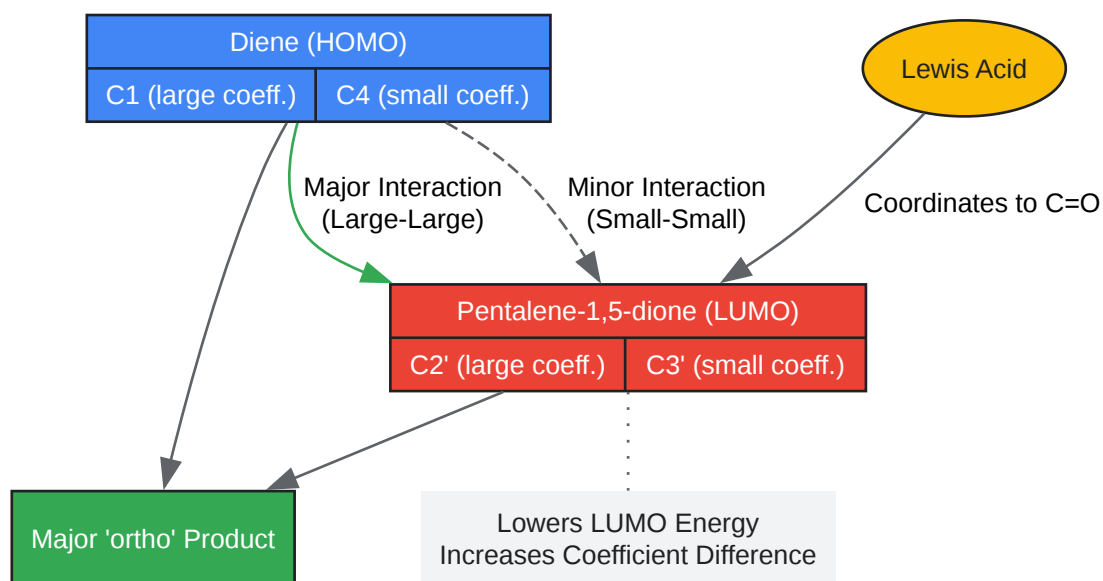 Diene (HOMO)
C1 (large coeff.)
C4 (small coeff.)
Lewis Acid
Major Interaction
(Large-Large)
Minor Interaction
(Small-Small)
Coordinates to C=O
Pentalene-1,5-dione (LUMO)
C2' (large coeff.)
C3' (small coeff.)
Major 'ortho' Product
Lowers LUMO Energy
Increases Coefficient Difference